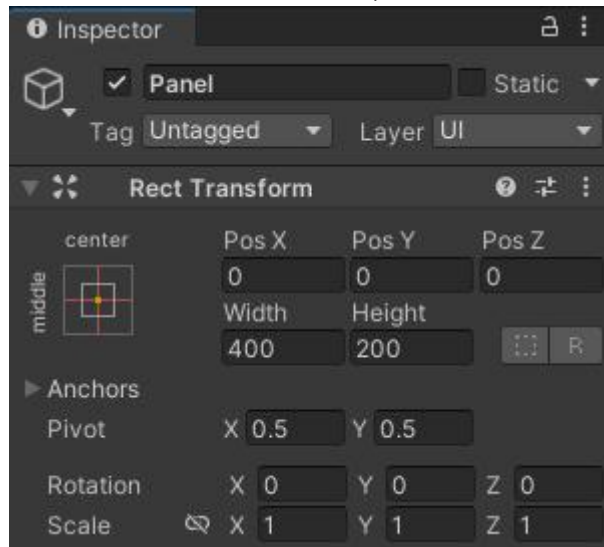 Inspector
Panel Static
Tag Untagged Layer UI
Rect Transform
center Pos X Pos Y Pos Z
middle 0 0 0
Width Height
400 200 R
Anchors
Pivot X 0.5 Y 0.5
Rotation X 0 Y 0 Z 0
Scale X 1 Y 1 Z 1